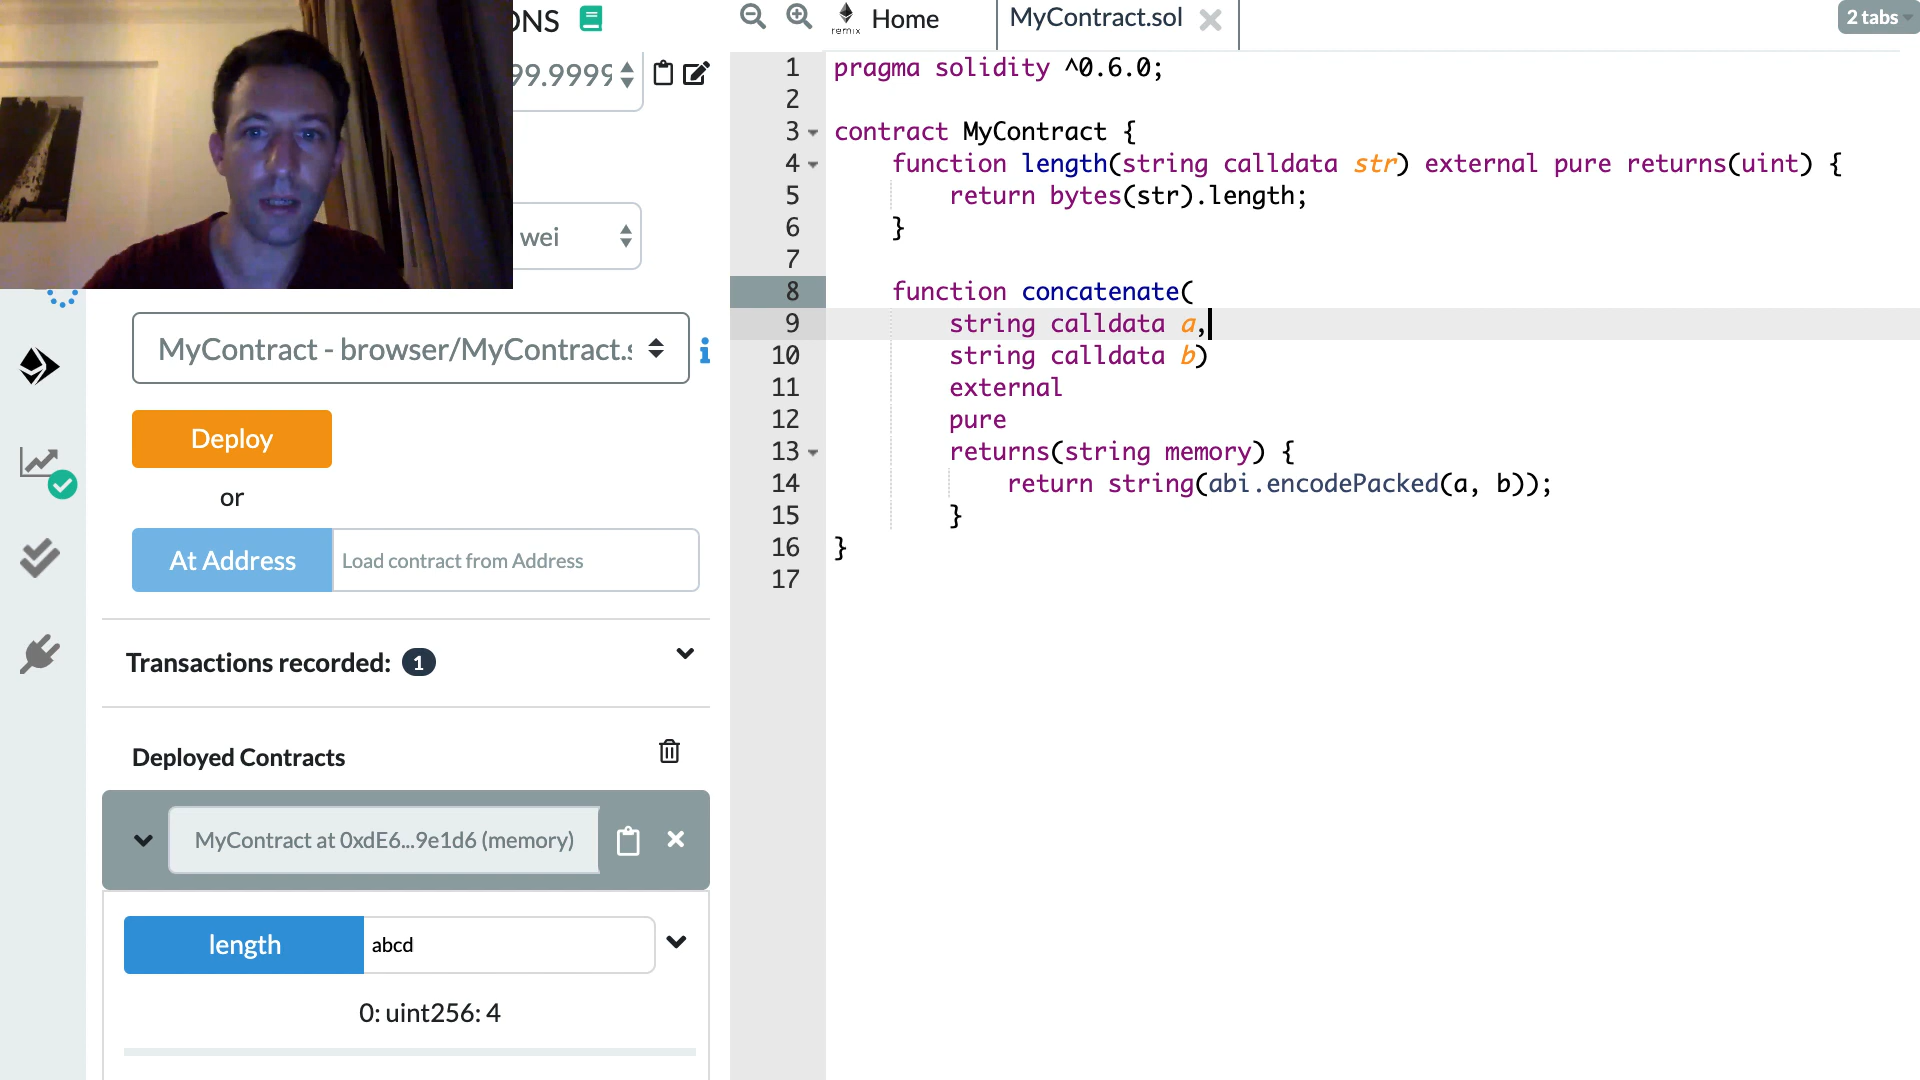 ONS
99.9999
wei
MyContract - browser/MyContract.s
Deploy
or
At Address
Load contract from Address
Transactions recorded: 1
Deployed Contracts
MyContract at 0xdE6...9e1d6 (memory)
length
abcd
0: uint256: 4
remix
Home
MyContract.sol
2 tabs
1 pragma solidity ^0.6.0;
2
3 contract MyContract {
4 function length(string calldata str) external pure returns(uint) {
5 return bytes(str).length;
6 }
7
8 function concatenate(
9 string calldata a,
10 string calldata b)
11 external
12 pure
13 returns(string memory) {
14 return string(abi.encodePacked(a, b));
15 }
16 }
17